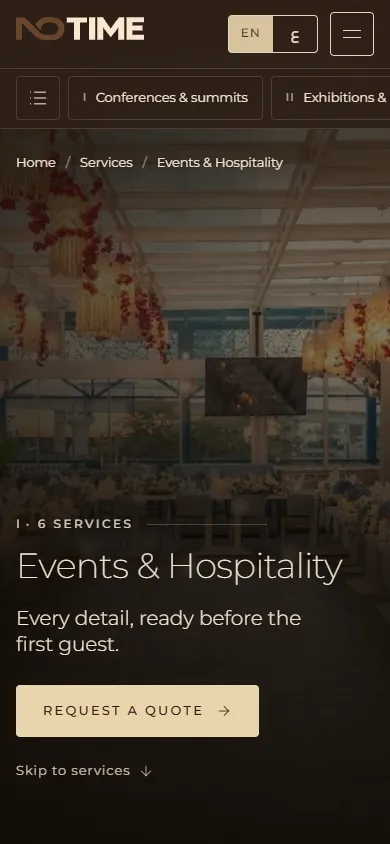 NOTIME
EN
ع
I Conferences & summits
II Exhibitions &
Home / Services / Events & Hospitality
I · 6 SERVICES
Events & Hospitality
Every detail, ready before the
first guest.
REQUEST A QUOTE →
Skip to services ↓